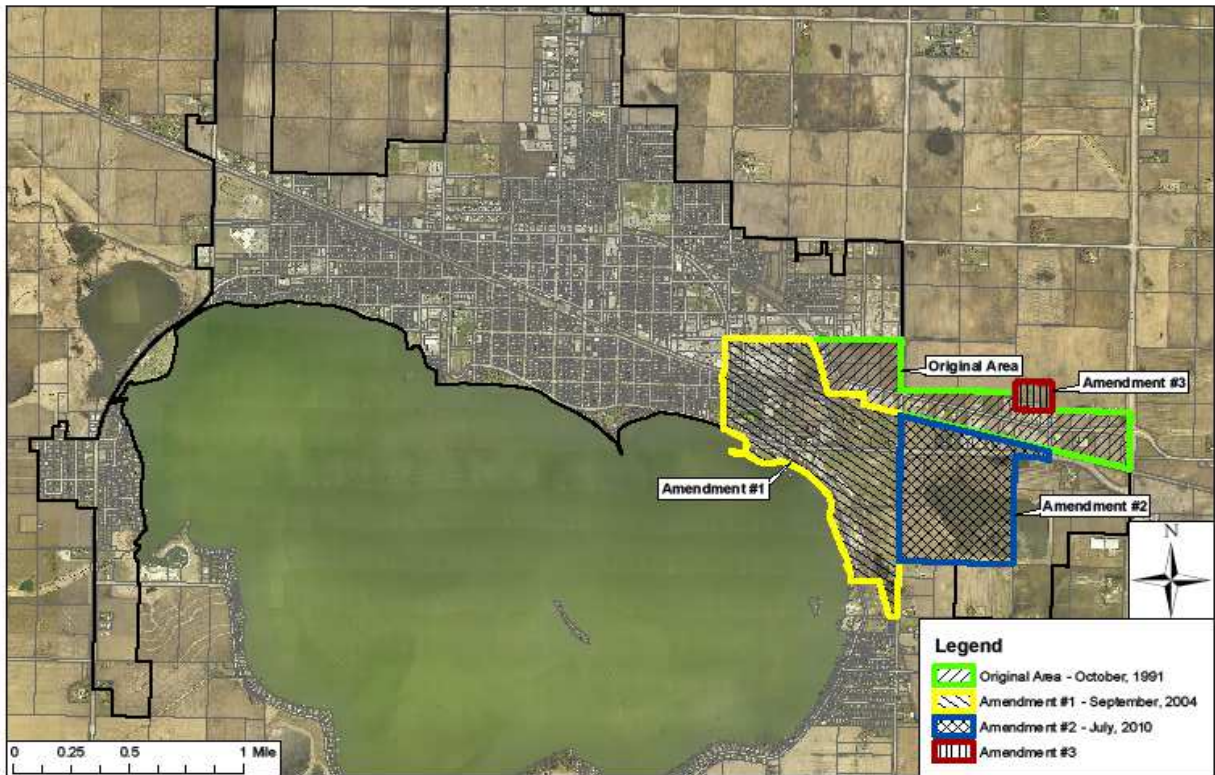 Original Area
Amendment #3
Amendment #1
Amendment #2
N
Legend
Original Area - October, 1991
Amendment #1 - September, 2004
Amendment #2 - July, 2010
Amendment #3
0 0.25 0.5 1 Mile